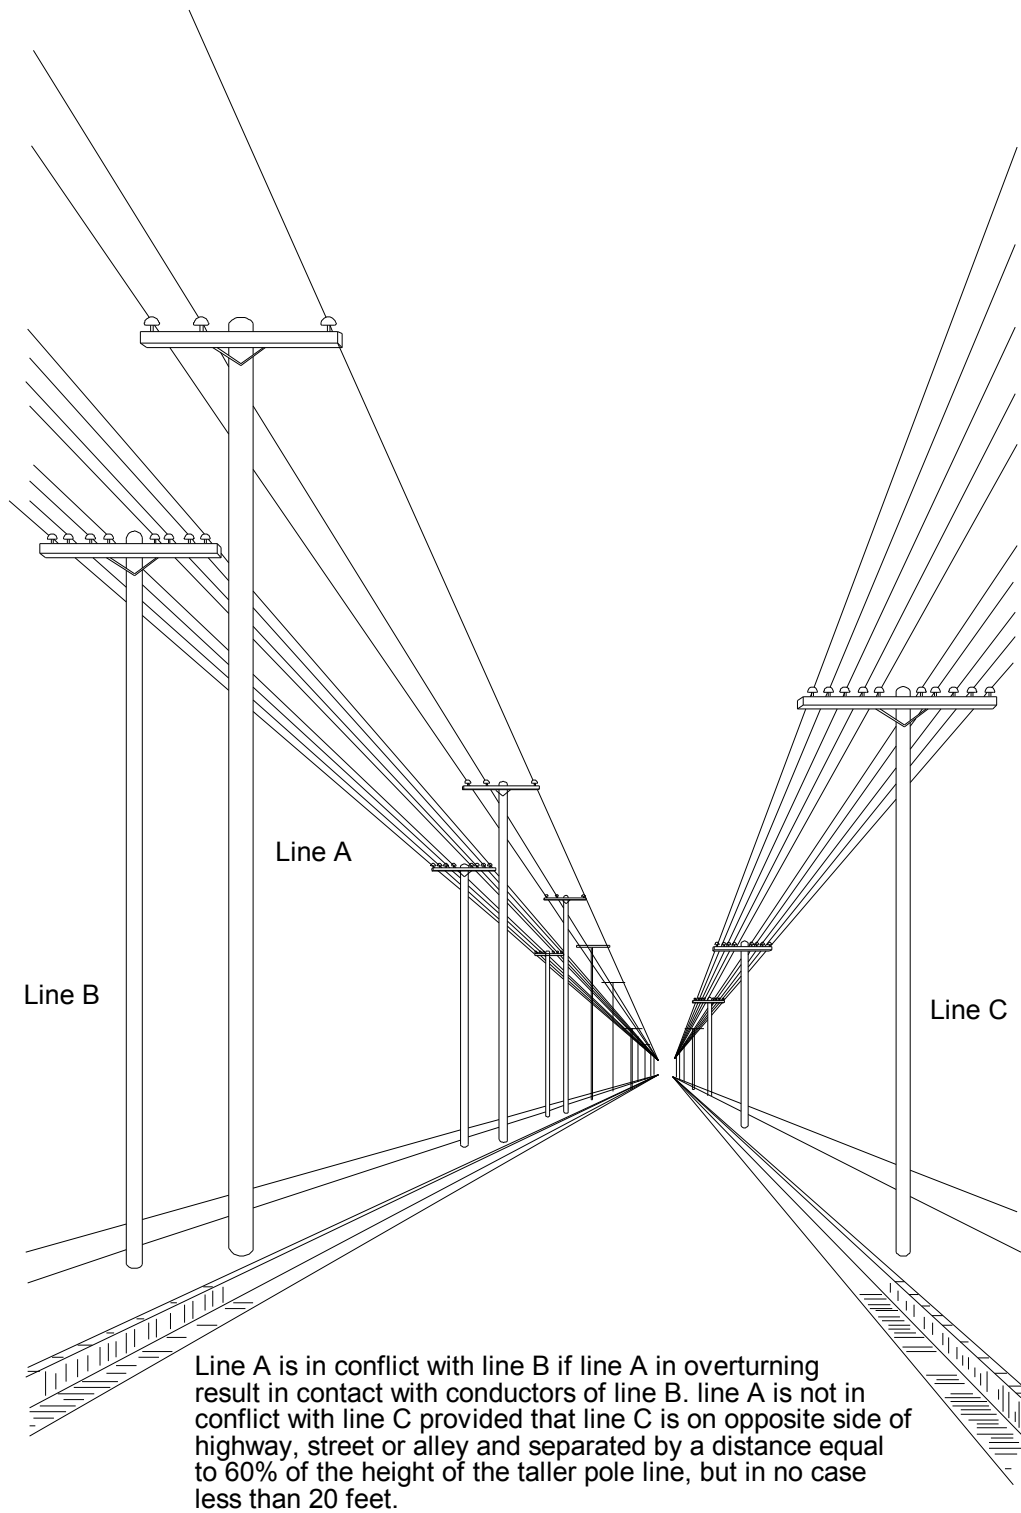 Line A
Line B
Line C
Line A is in conflict with line B if line A in overturning
result in contact with conductors of line B. line A is not in
conflict with line C provided that line C is on opposite side of
highway, street or alley and separated by a distance equal
to 60% of the height of the taller pole line, but in no case
less than 20 feet.